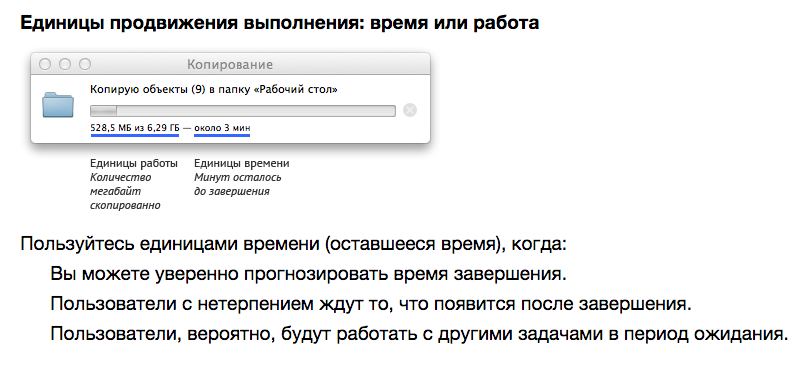 Единицы продвижения выполнения: время или работа
Копирование
Копирую объекты (9) в папку «Рабочий стол»
528,5 МБ из 6,29 ГБ — около 3 мин
Единицы работы
Количество
мегабайт
скопированно
Единицы времени
Минут осталось
до завершения
Пользуйтесь единицами времени (оставшееся время), когда:
Вы можете уверенно прогнозировать время завершения.
Пользователи с нетерпением ждут то, что появится после завершения.
Пользователи, вероятно, будут работать с другими задачами в период ожидания.